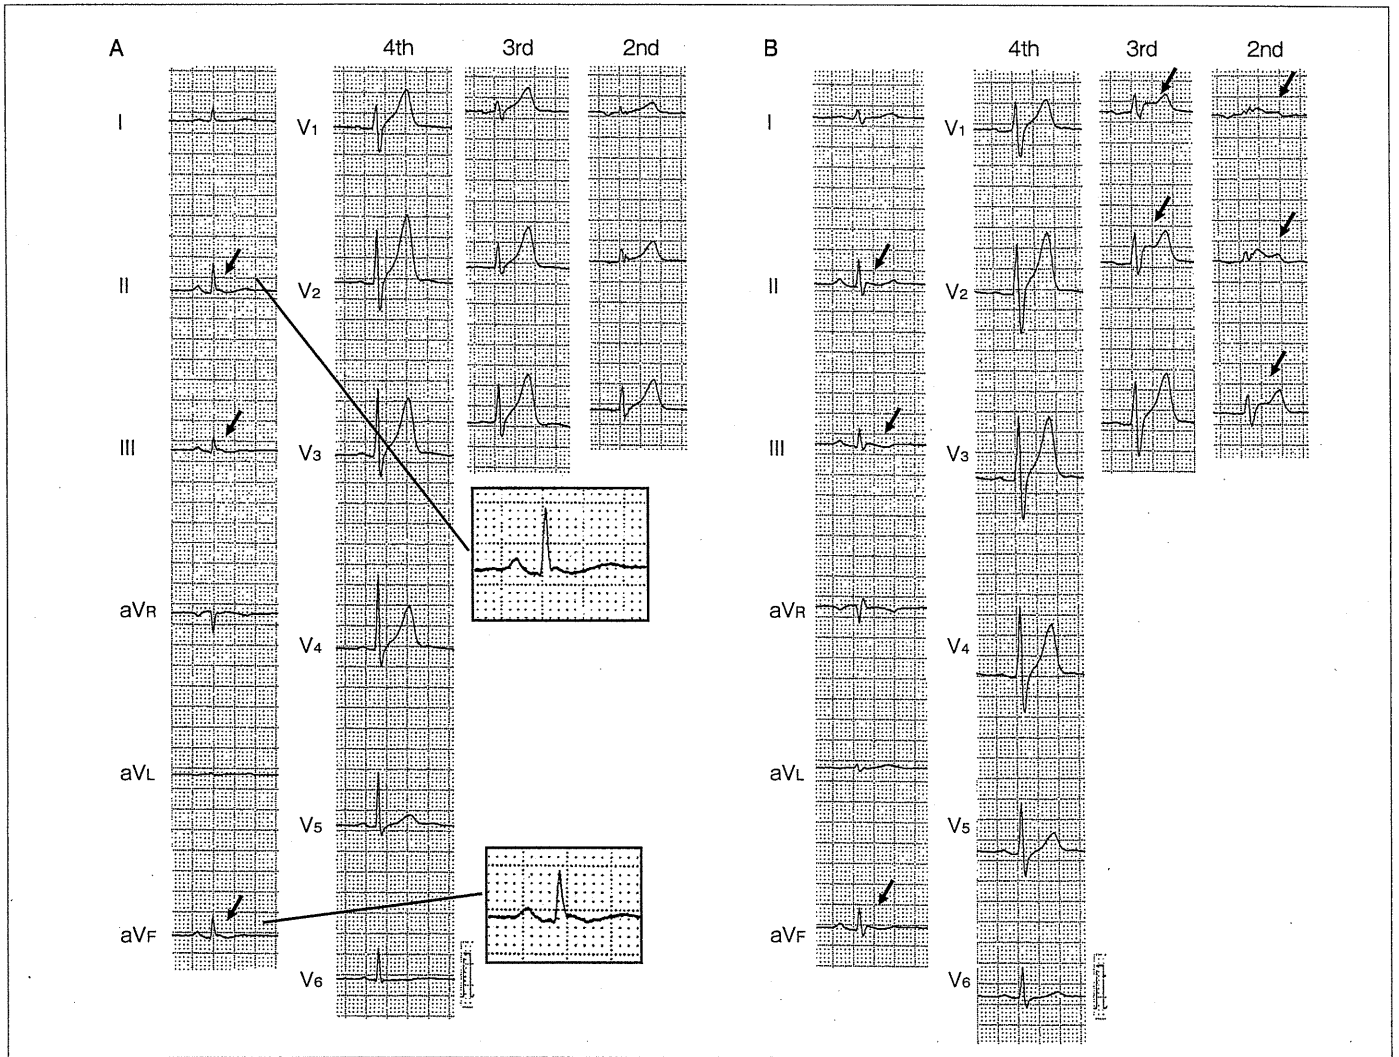 A 4th 3rd 2nd
I V1
II V2
III V3
aVR V4
aVL V5
aVF V6
B 4th 3rd 2nd
I V1
II V2
III V3
aVR V4
aVL V5
aVF V6